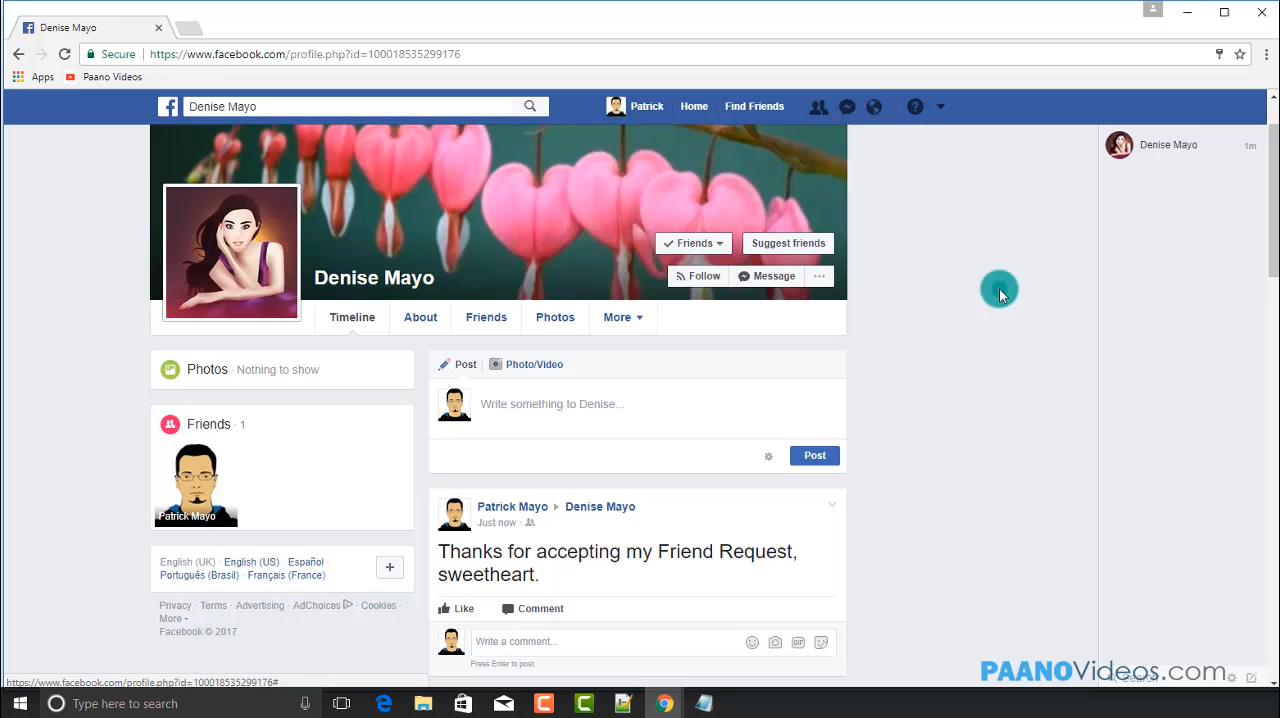 Denise Mayo
Secure
https://www.facebook.com/profile.php?id=100018535299176
Apps
Paano Videos
Denise Mayo
Patrick
Home
Find Friends
Denise Mayo
1m
Friends
Suggest friends
Denise Mayo
Follow
Message
Timeline
About
Friends
Photos
More
Photos · Nothing to show
Post
Photo/Video
Write something to Denise...
Friends · 1
Patrick Mayo
Post
Patrick Mayo ▸ Denise Mayo
Just now ·
Thanks for accepting my Friend Request,
sweetheart.
English (UK) · English (US) · Español ·
Português (Brasil) · Français (France)
Privacy · Terms · Advertising · AdChoices · Cookies ·
More
Facebook © 2017
Like
Comment
Write a comment...
GIF
Press Enter to post.
PAANOVideos.com
Search
https://www.facebook.com/profile.php?id=100018535299176#
Type here to search